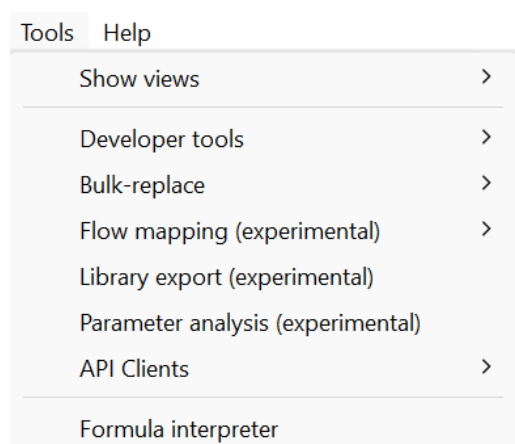 Tools Help
Show views
Developer tools
Bulk-replace
Flow mapping (experimental)
Library export (experimental)
Parameter analysis (experimental)
API Clients
Formula interpreter